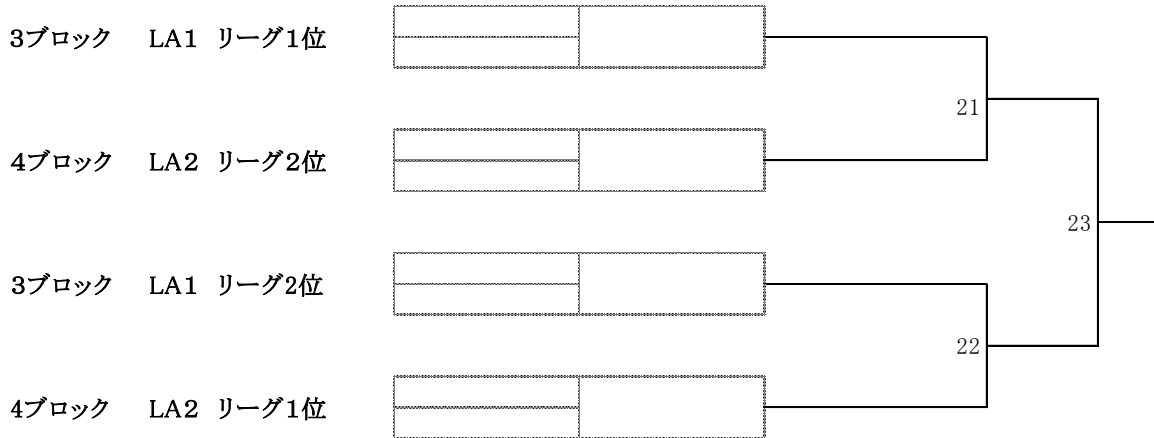 ３ブロック　LA１　リーグ１位
21
４ブロック　LA２　リーグ２位
23
３ブロック　LA１　リーグ2位
22
４ブロック　LA２　リーグ１位